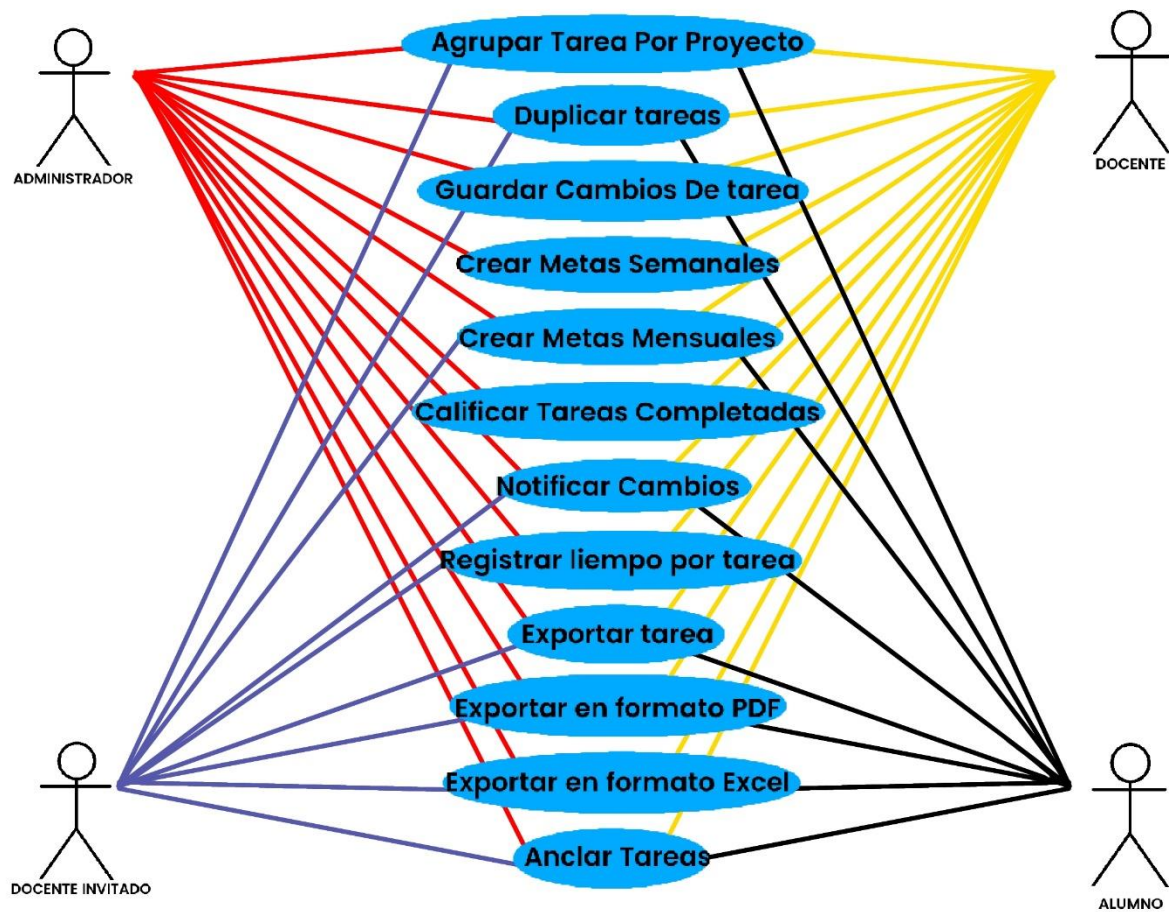 Agrupar Tarea Por Proyecto
Duplicar tareas
ADMINISTRADOR
DOCENTE
Guardar Cambios De tarea
Crear Metas Semanales
Crear Metas Mensuales
Calificar Tareas Completadas
Notificar Cambios
Registrar liempo por tarea
Exportar tarea
Exportar en formato PDF
Exportar en formato Excel
Anclar Tareas
DOCENTE INVITADO
ALUMNO